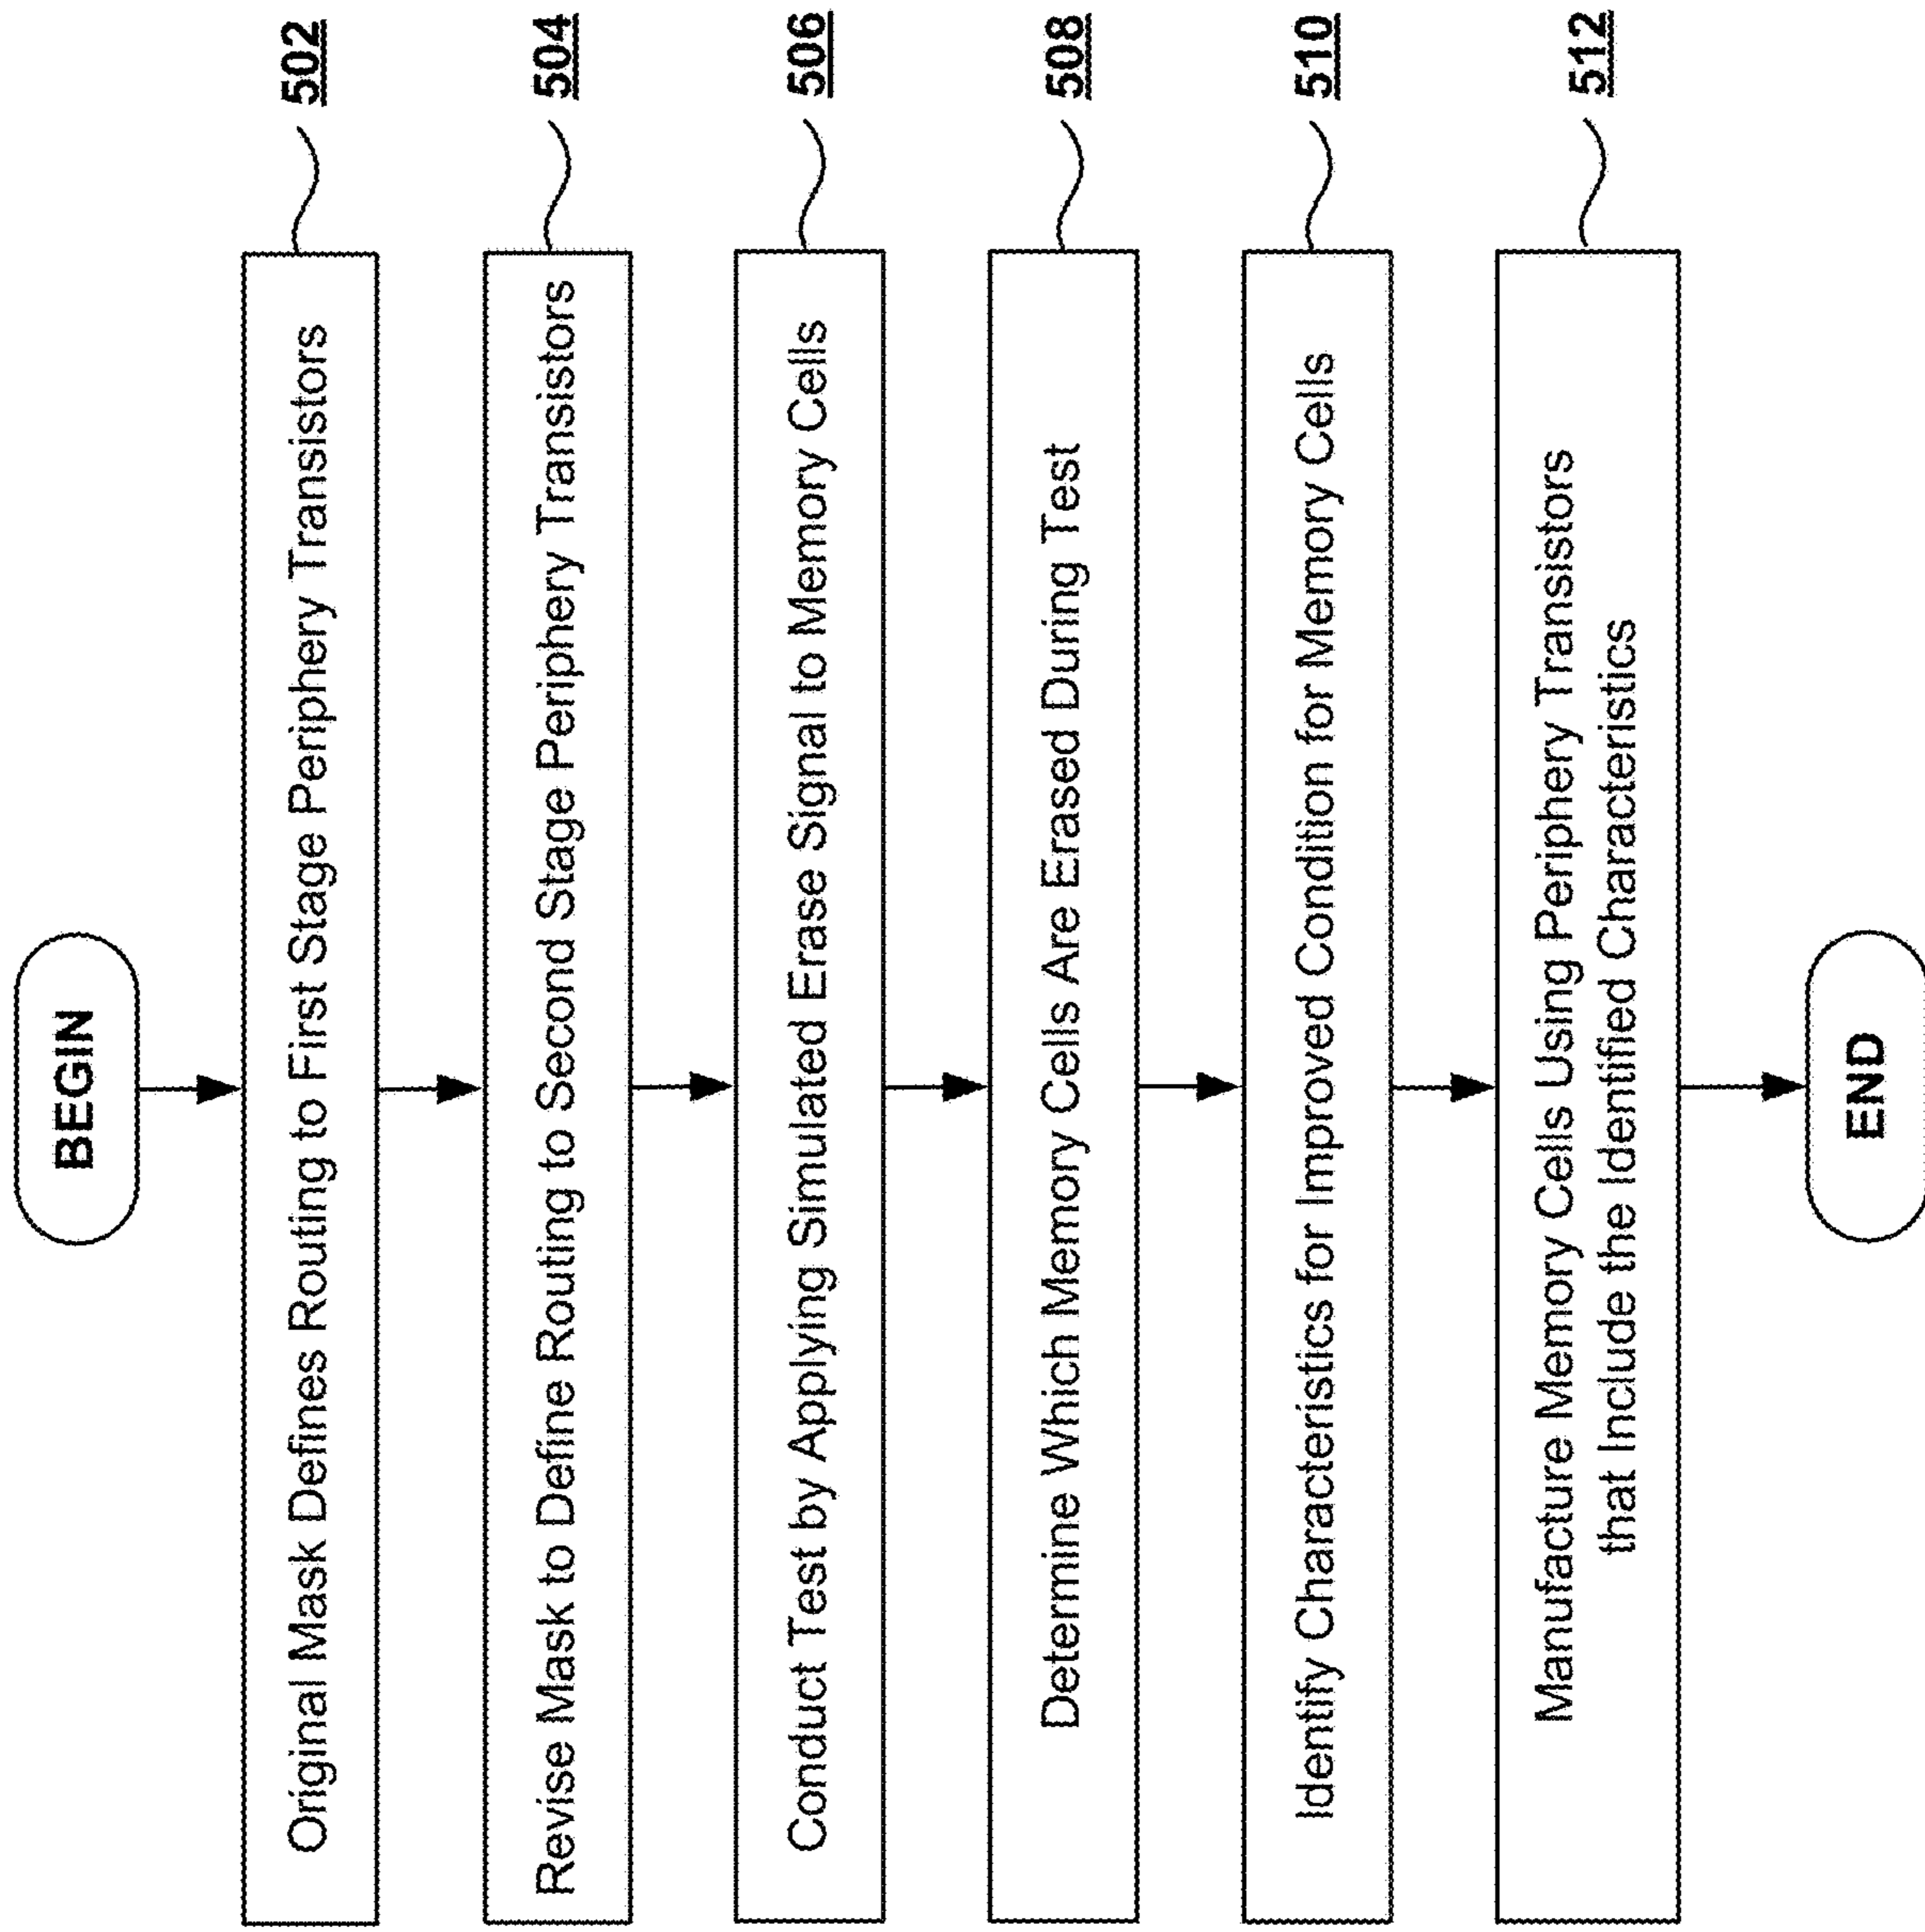 BEGIN
Original Mask Defines Routing to First Stage Periphery Transistors
502
Revise Mask to Define Routing to Second Stage Periphery Transistors
504
Conduct Test by Applying Simulated Erase Signal to Memory Cells
506
Determine Which Memory Cells Are Erased During Test
508
Identify Characteristics for Improved Condition for Memory Cells
510
Manufacture Memory Cells Using Periphery Transistors
that Include the Identified Characteristics
512
END